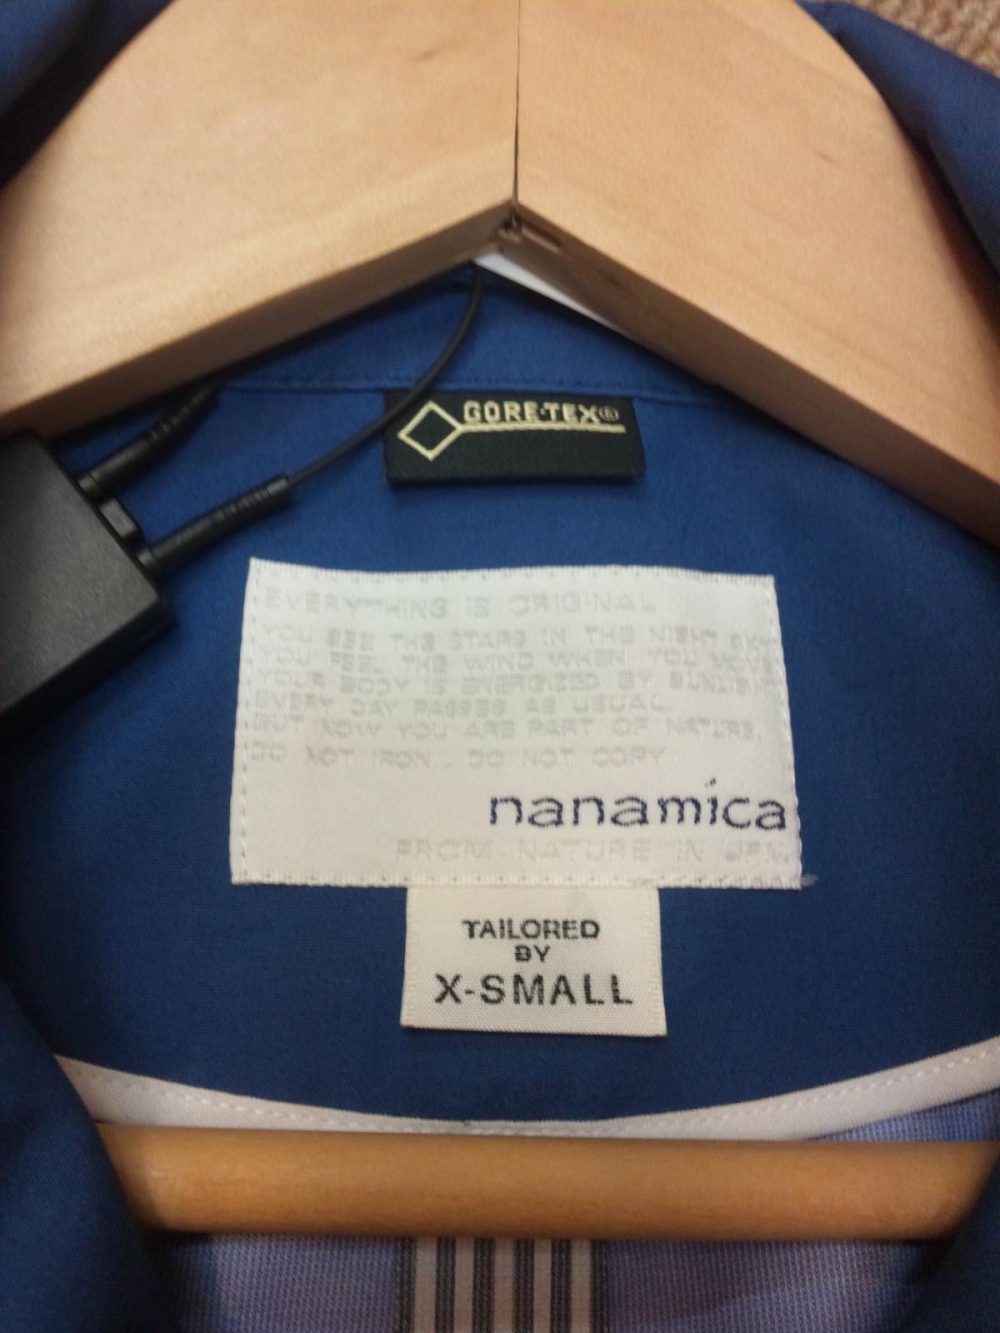 GORE-TEX®
EVERYTHING IS ORIGINAL
YOU SEE THE STARS IN THE NIGHT SKY
YOU FEEL THE WIND WHEN YOU MOVE
YOUR BODY IS ENERGIZED BY SUNLIGHT
EVERY DAY PASSES AS USUAL.
BUT NOW YOU ARE PART OF NATURE.
DO NOT IRON, DO NOT COPY
nanamica
FROM NATURE IN JPN.
TAILORED
BY
X-SMALL